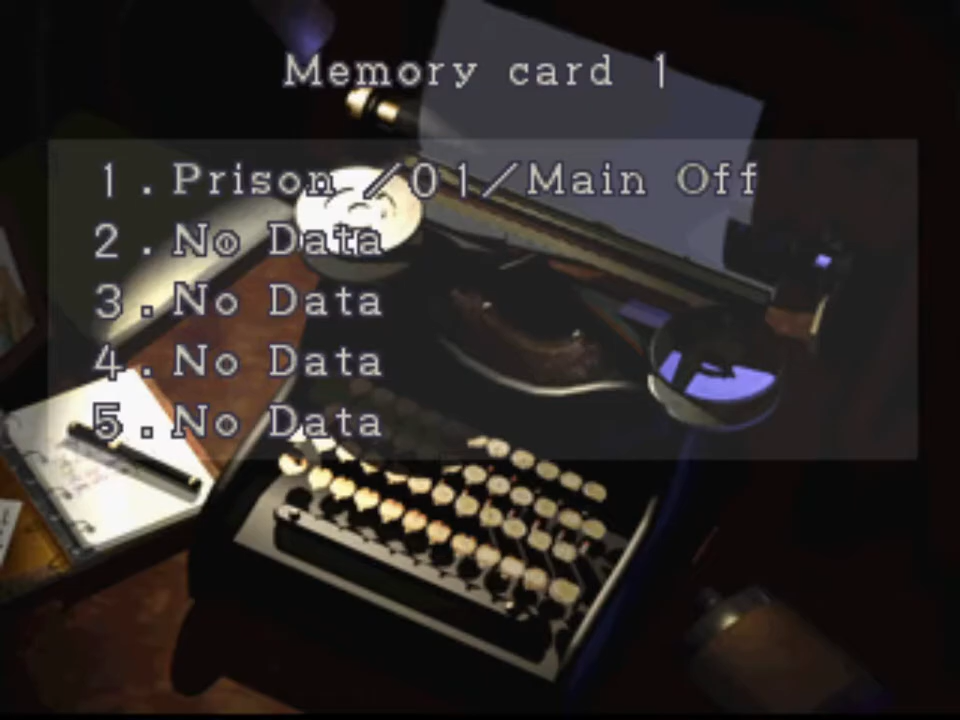 Memory card 1
1. Prison /01/Main Off
2. No Data
3. No Data
4. No Data
5. No Data